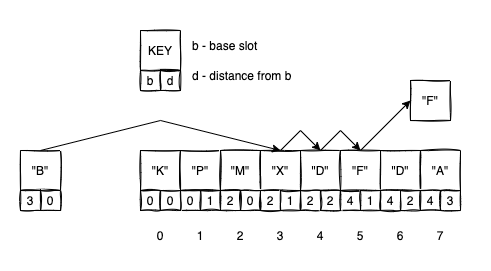 KEY
b - base slot
b d
d - distance from b
"F"
"B" "K" "P" "M" "X" "D" "F" "D" "A"
3 0 0 0 0 1 2 0 2 1 2 2 4 1 4 2 4 3
0 1 2 3 4 5 6 7